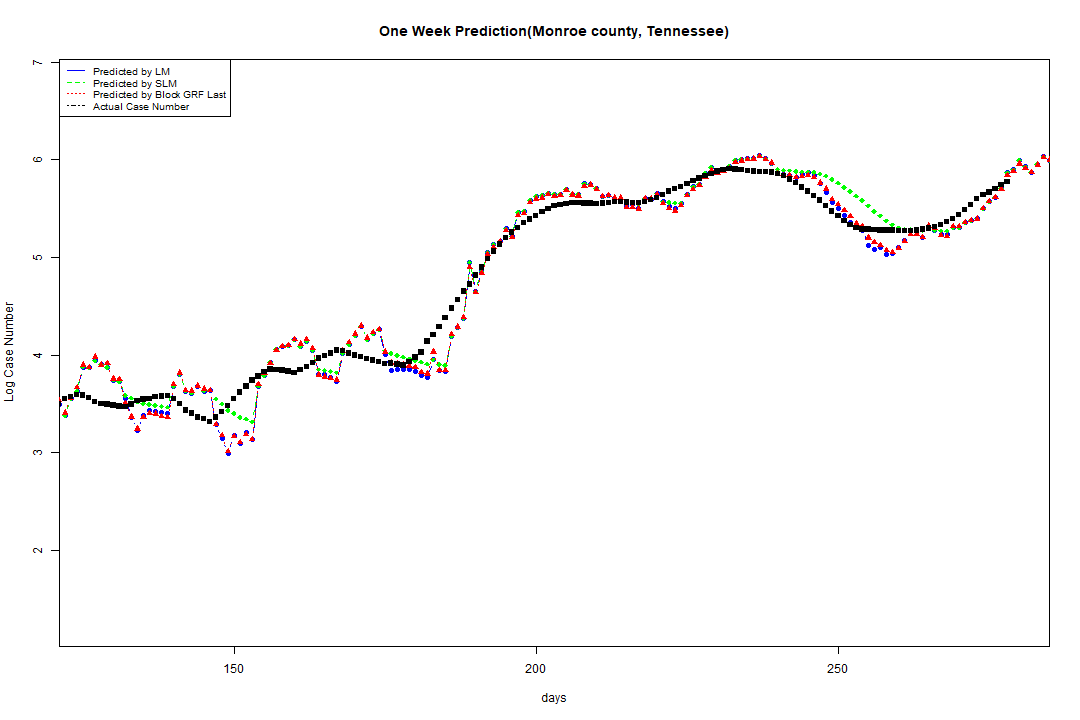 One Week Prediction(Monroe county, Tennessee)
Predicted by LM
Predicted by SLM
Predicted by Block GRF Last
Actual Case Number
7
6
5
4
3
2
Log Case Number
150 200 250
days